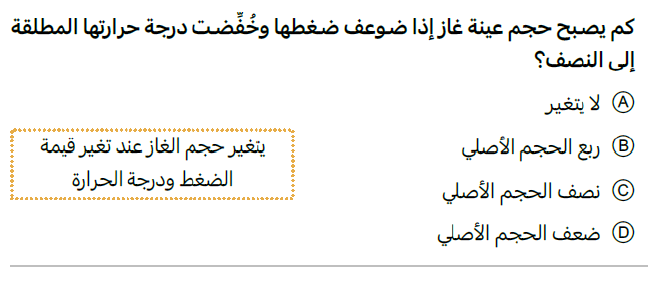 كم يصبح حجم عينة غاز إذا ضوعف ضغطها وخُفِّضت درجة حرارتها المطلقة
إلى النصف؟
Ⓐ لا يتغير
Ⓑ ربع الحجم الأصلي
Ⓒ نصف الحجم الأصلي
Ⓓ ضعف الحجم الأصلي
يتغير حجم الغاز عند تغير قيمة
الضغط ودرجة الحرارة